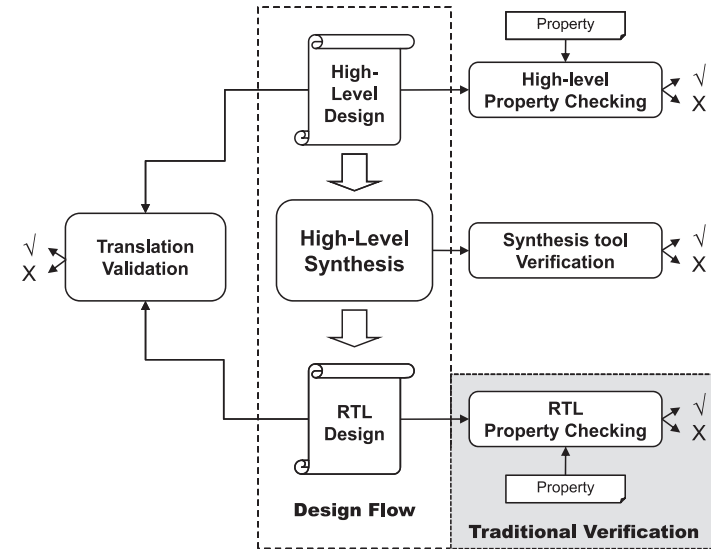 Property
High-
Level
Design
High-level
Property Checking
√
X
Translation
Validation
√
X
High-Level
Synthesis
Synthesis tool
Verification
√
X
RTL
Design
RTL
Property Checking
√
X
Property
Design Flow
Traditional Verification